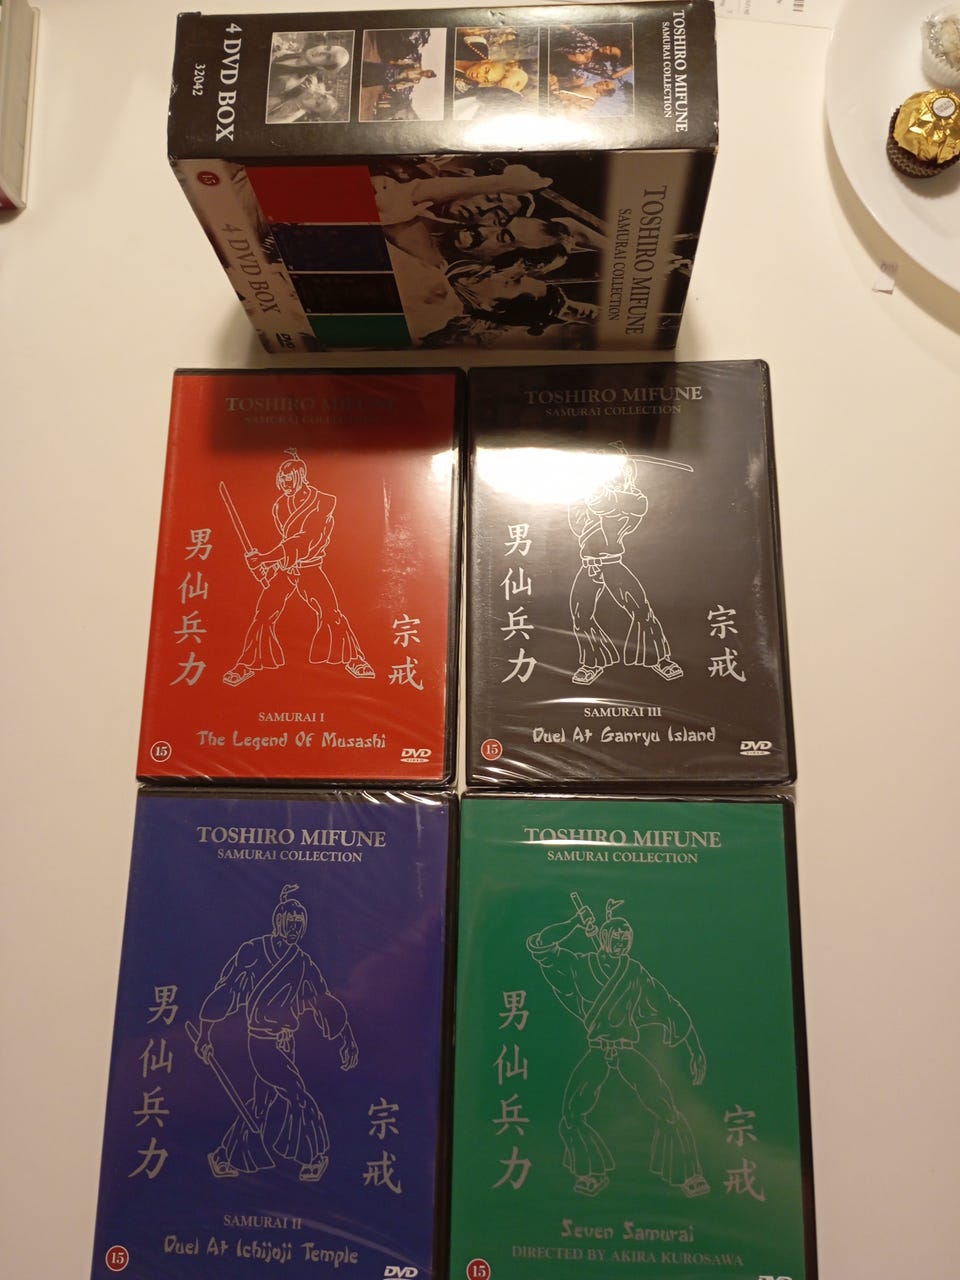 4 DVD BOX
32042
TOSHIRO MIFUNE
SAMURAI COLLECTION
15
4 DVD BOX
DVD
TOSHIRO MIFUNE
SAMURAI COLLECTION
TOSHIRO MIFUNE
SAMURAI COLLECTION
男仙兵力
宗戒
SAMURAI I
The Legend Of Musashi
15
DVD
VIDEO
TOSHIRO MIFUNE
SAMURAI COLLECTION
男仙兵力
宗戒
SAMURAI III
Duel At Ganryu Island
15
DVD
VIDEO
TOSHIRO MIFUNE
SAMURAI COLLECTION
男仙兵力
宗戒
SAMURAI II
Duel At Ichijoji Temple
15
DVD
TOSHIRO MIFUNE
SAMURAI COLLECTION
男仙兵力
宗戒
Seven Samurai
DIRECTED BY AKIRA KUROSAWA
15
DVD